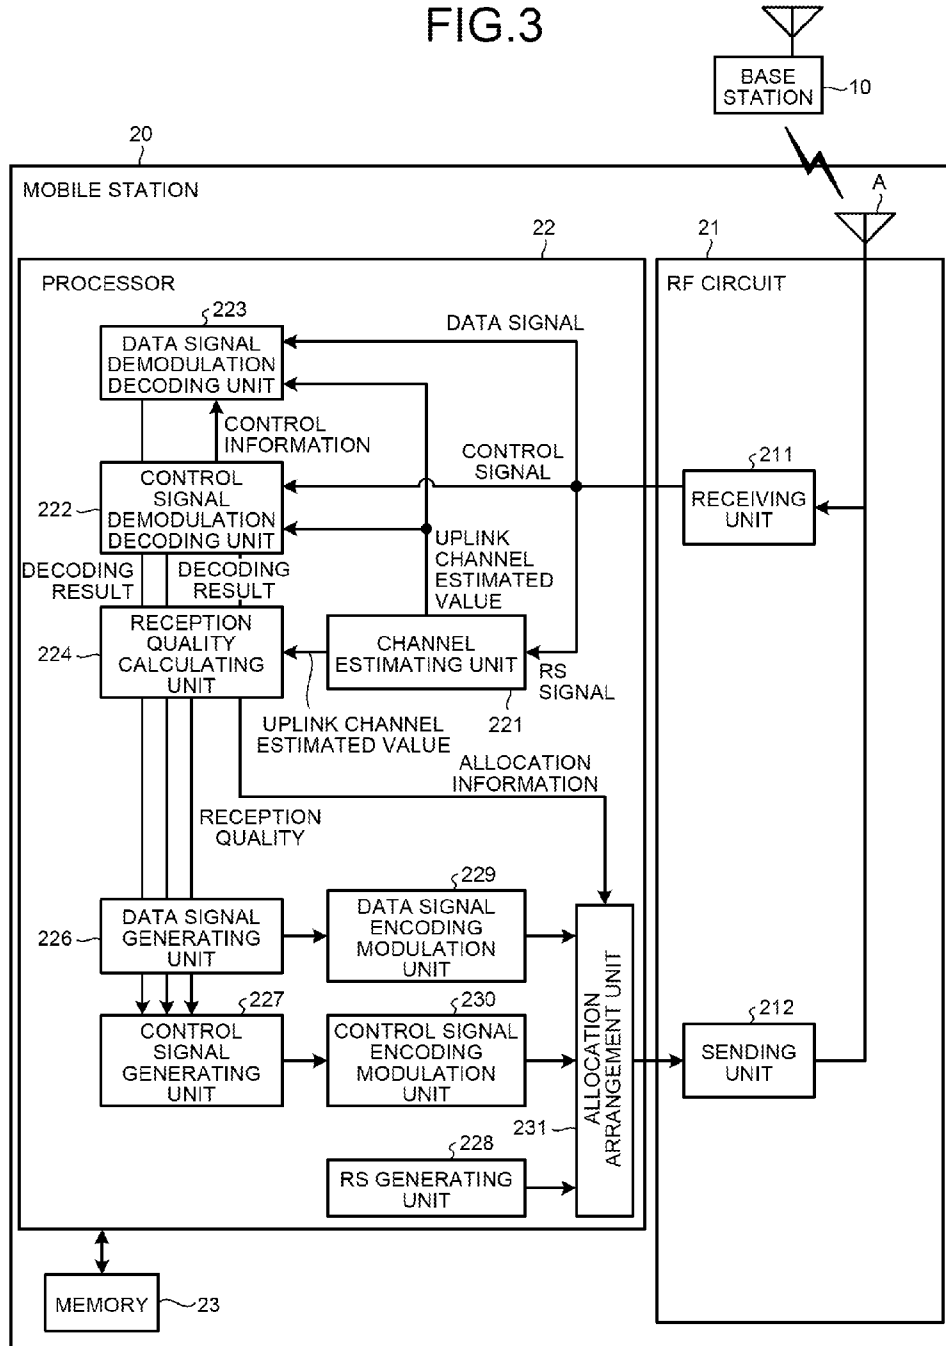 FIG.3
BASE
STATION
10
20
MOBILE STATION
A
22
21
PROCESSOR
RF CIRCUIT
223
DATA SIGNAL
DATA SIGNAL
DEMODULATION
DECODING UNIT
CONTROL
INFORMATION
CONTROL
SIGNAL
211
RECEIVING
UNIT
222
CONTROL
SIGNAL
DEMODULATION
DECODING UNIT
UPLINK
CHANNEL
ESTIMATED
VALUE
DECODING
RESULT
DECODING
RESULT
224
RECEPTION
QUALITY
CALCULATING
UNIT
CHANNEL
ESTIMATING UNIT
RS
SIGNAL
221
UPLINK CHANNEL
ESTIMATED VALUE
ALLOCATION
INFORMATION
RECEPTION
QUALITY
229
226
DATA SIGNAL
GENERATING
UNIT
DATA SIGNAL
ENCODING
MODULATION
UNIT
227
230
212
CONTROL
SIGNAL
GENERATING
UNIT
CONTROL SIGNAL
ENCODING
MODULATION
UNIT
ALLOCATION
ARRANGEMENT UNIT
SENDING
UNIT
231
228
RS GENERATING
UNIT
MEMORY
23